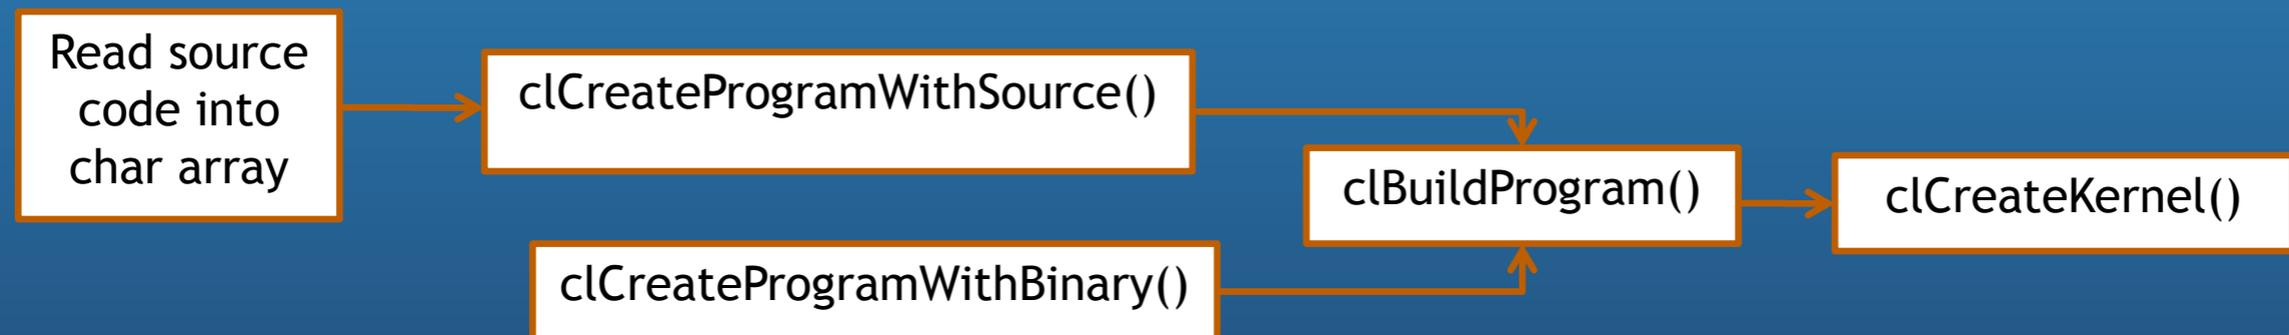 Read source
code into
char array
clCreateProgramWithSource()
clBuildProgram()
clCreateKernel()
clCreateProgramWithBinary()